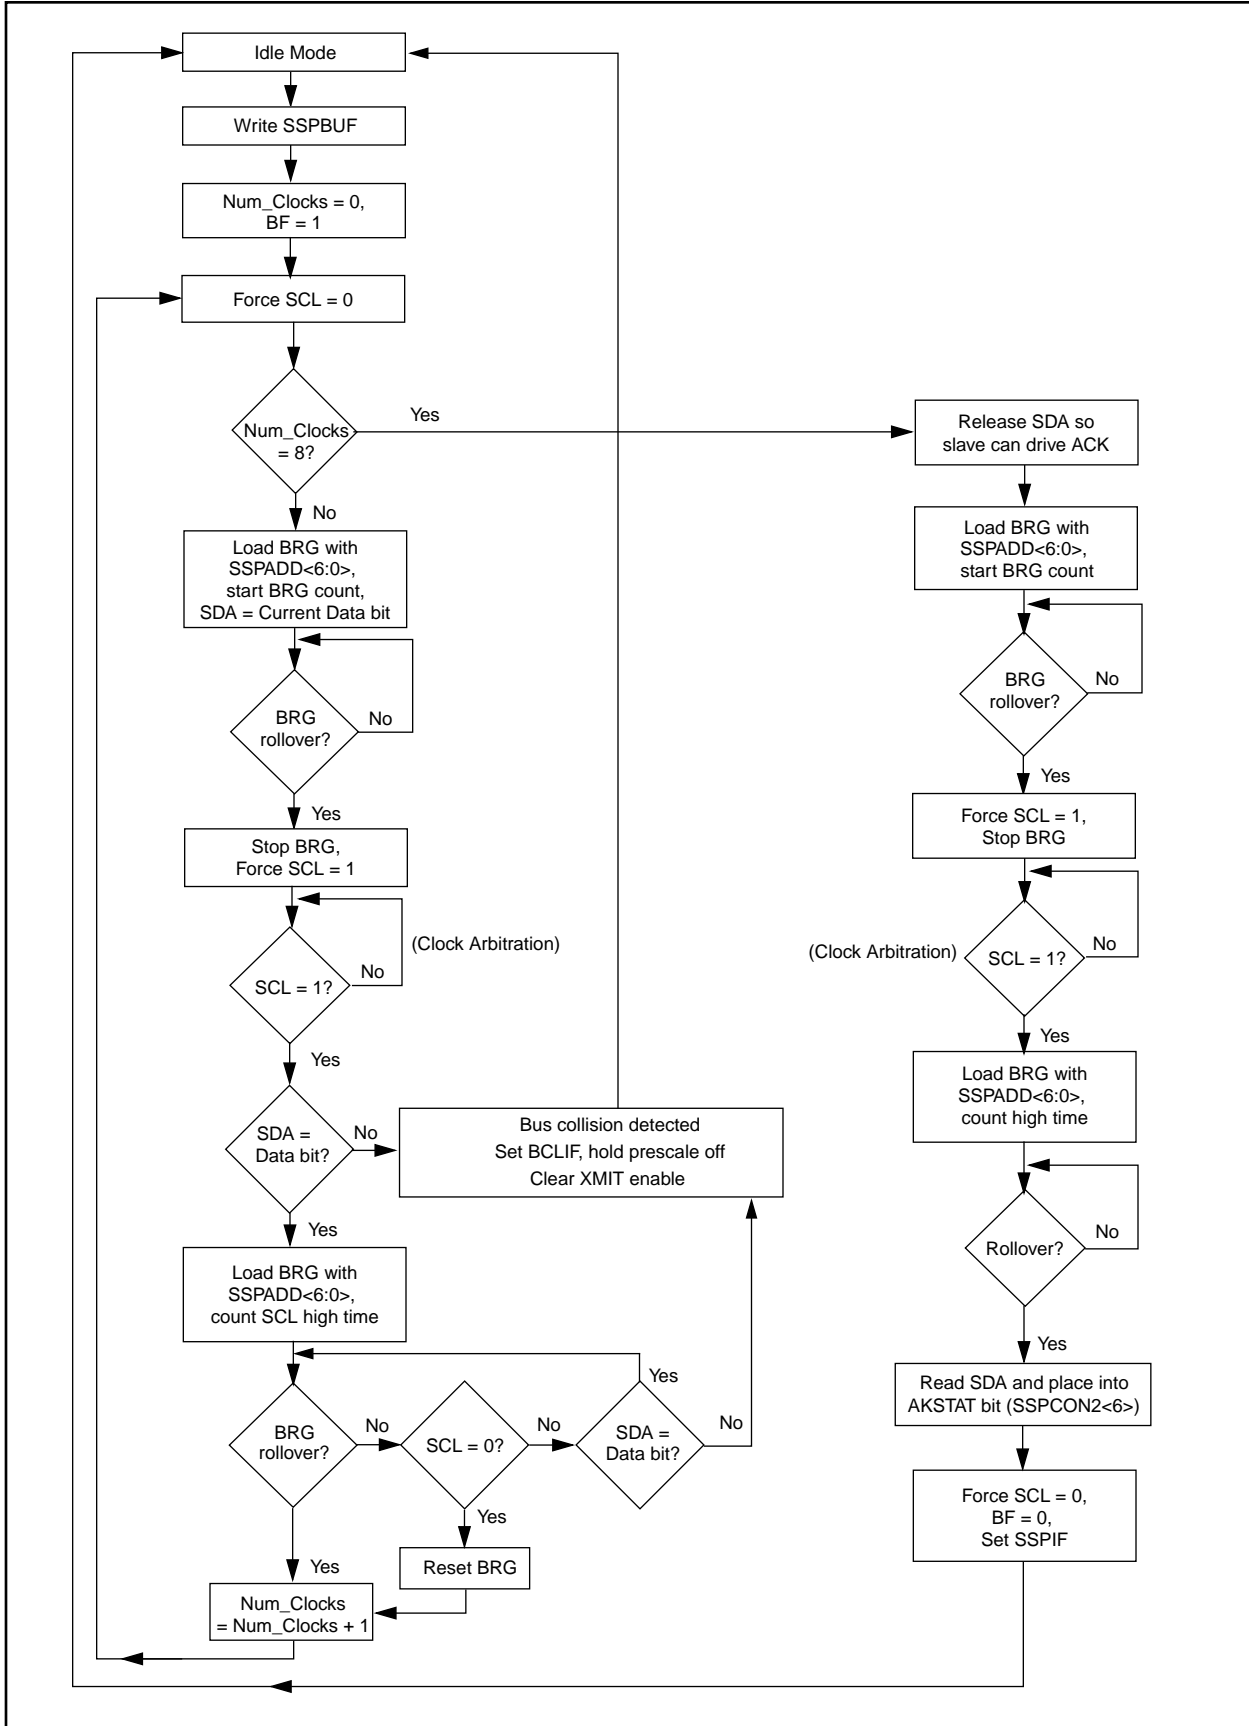 Idle Mode
Write SSPBUF
Num_Clocks = 0,
BF = 1
Force SCL = 0
Num_Clocks
= 8?
Yes
No
Load BRG with
SSPADD<6:0>,
start BRG count,
SDA = Current Data bit
BRG
rollover?
No
Yes
Stop BRG,
Force SCL = 1
(Clock Arbitration)
SCL = 1?
No
Yes
SDA =
Data bit?
No
Bus collision detected
Set BCLIF, hold prescale off
Clear XMIT enable
Yes
Load BRG with
SSPADD<6:0>,
count SCL high time
BRG
rollover?
No
SCL = 0?
No
SDA =
Data bit?
Yes
No
Yes
Reset BRG
Yes
Num_Clocks
= Num_Clocks + 1
Release SDA so
slave can drive ACK
Load BRG with
SSPADD<6:0>,
start BRG count
BRG
rollover?
No
Yes
Force SCL = 1,
Stop BRG
(Clock Arbitration)
SCL = 1?
No
Yes
Load BRG with
SSPADD<6:0>,
count high time
Rollover?
No
Yes
Read SDA and place into
AKSTAT bit (SSPCON2<6>)
Force SCL = 0,
BF = 0,
Set SSPIF